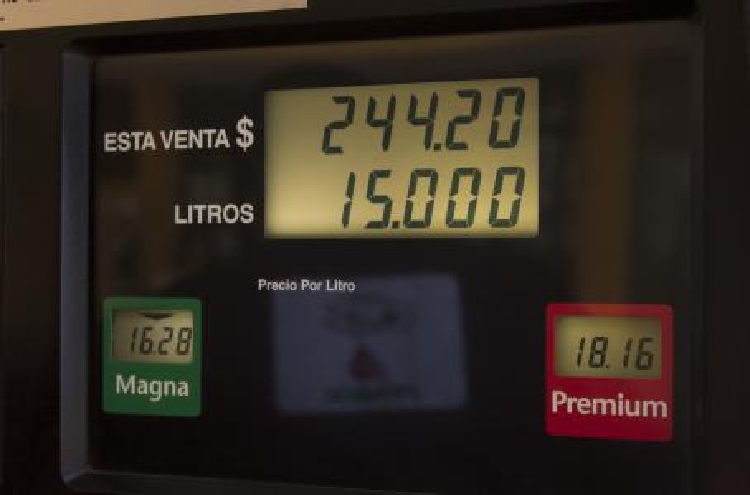 ESTA VENTA $ 244.20
LITROS 15.000
Precio Por Litro
16.28
Magna
18.16
Premium